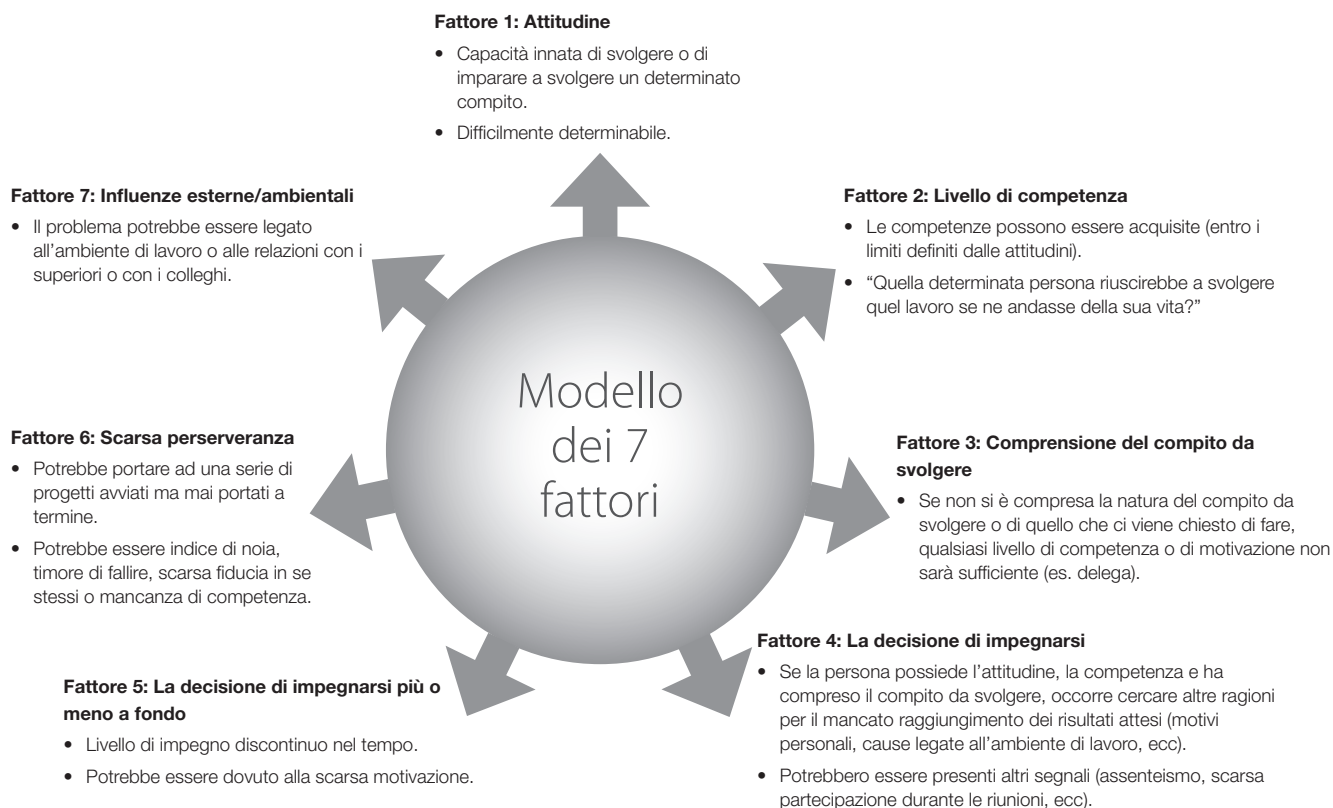 Fattore 1: Attitudine
• Capacità innata di svolgere o di
imparare a svolgere un determinato
compito.
• Difficilmente determinabile.
Fattore 7: Influenze esterne/ambientali
• Il problema potrebbe essere legato
all'ambiente di lavoro o alle relazioni con i
superiori o con i colleghi.
Fattore 2: Livello di competenza
• Le competenze possono essere acquisite (entro i
limiti definiti dalle attitudini).
• “Quella determinata persona riuscirebbe a svolgere
quel lavoro se ne andasse della sua vita?”
Modello
dei 7
fattori
Fattore 6: Scarsa perserveranza
• Potrebbe portare ad una serie di
progetti avviati ma mai portati a
termine.
• Potrebbe essere indice di noia,
timore di fallire, scarsa fiducia in se
stessi o mancanza di competenza.
Fattore 3: Comprensione del compito da
svolgere
• Se non si è compresa la natura del compito da
svolgere o di quello che ci viene chiesto di fare,
qualsiasi livello di competenza o di motivazione non
sarà sufficiente (es. delega).
Fattore 5: La decisione di impegnarsi più o
meno a fondo
• Livello di impegno discontinuo nel tempo.
• Potrebbe essere dovuto alla scarsa motivazione.
Fattore 4: La decisione di impegnarsi
• Se la persona possiede l'attitudine, la competenza e ha
compreso il compito da svolgere, occorre cercare altre ragioni
per il mancato raggiungimento dei risultati attesi (motivi
personali, cause legate all'ambiente di lavoro, ecc).
• Potrebbero essere presenti altri segnali (assenteismo, scarsa
partecipazione durante le riunioni, ecc).